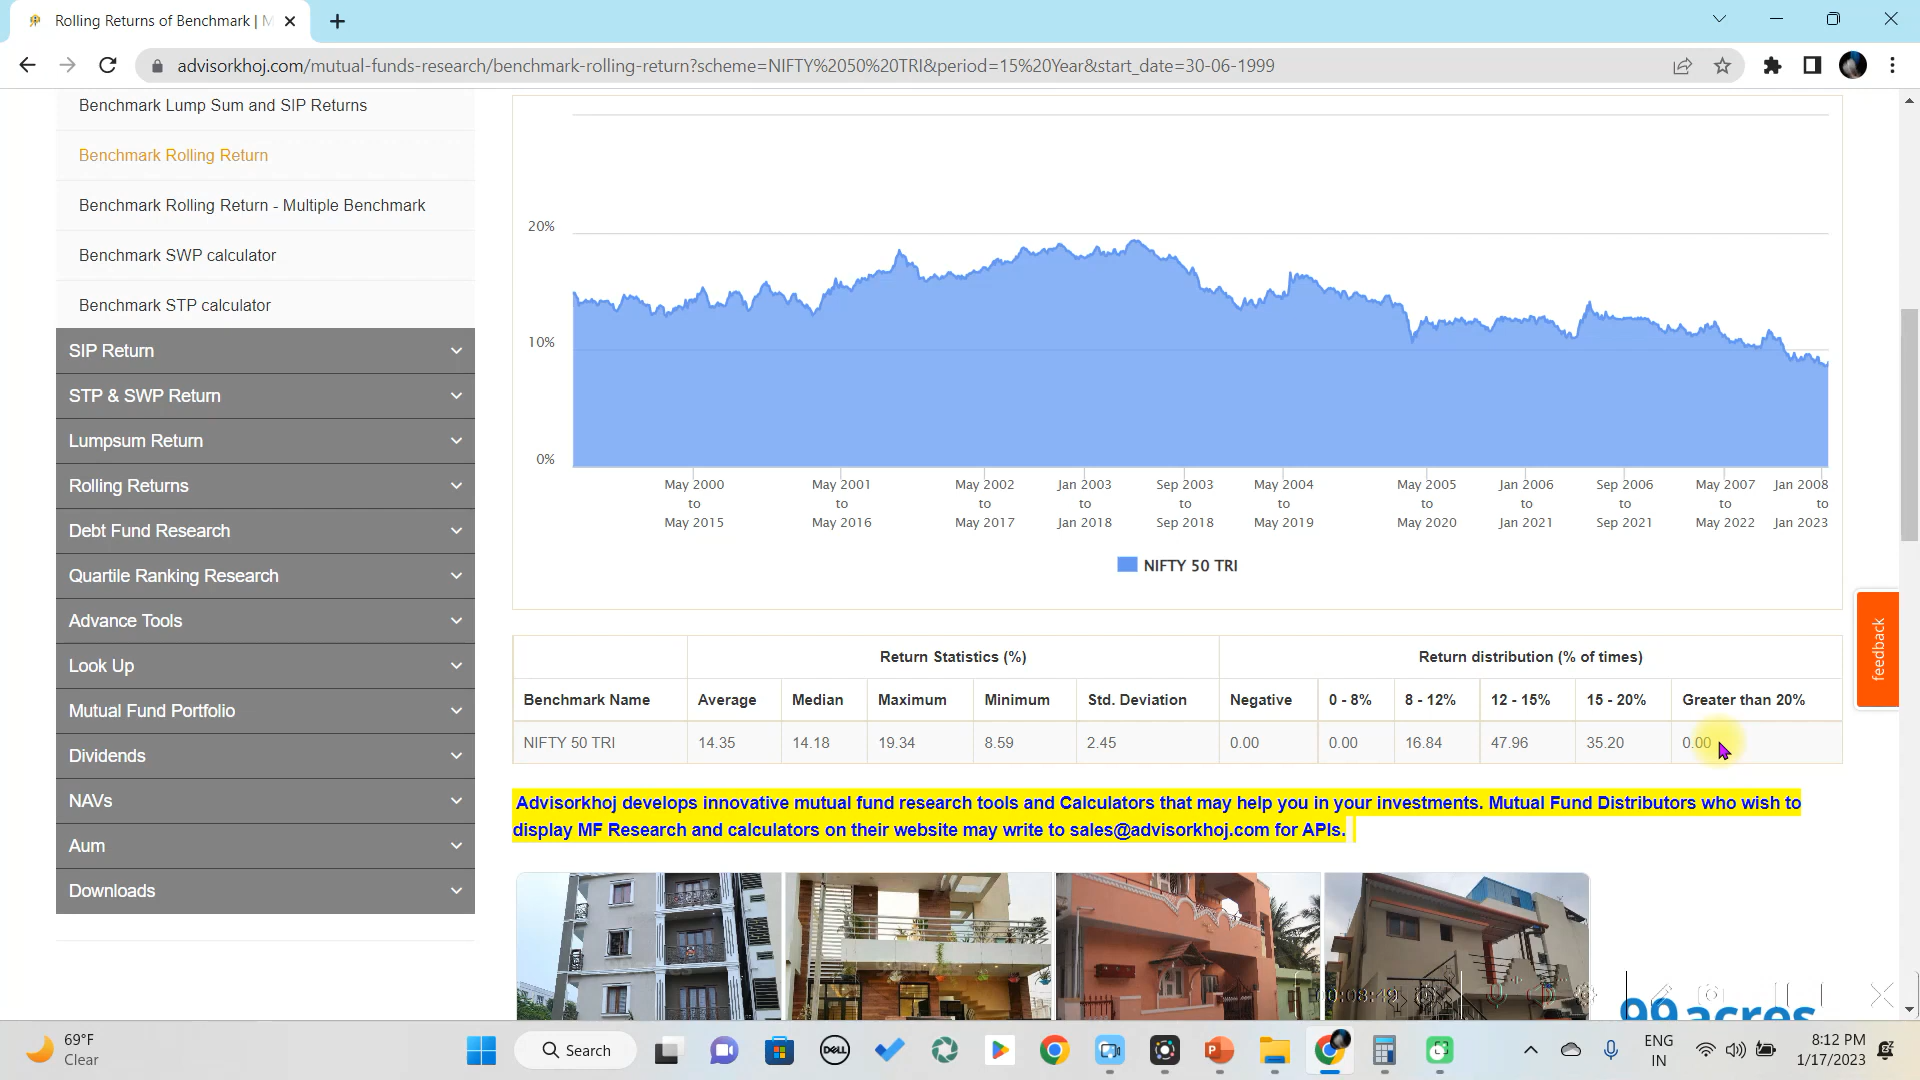 Rolling Returns of Benchmark | M
advisorkhoj.com/mutual-funds-research/benchmark-rolling-return?scheme=NIFTY%2050%20TRI&period=15%20Year&start_date=30-06-1999
Benchmark Lump Sum and SIP Returns
Benchmark Rolling Return
Benchmark Rolling Return - Multiple Benchmark
Benchmark SWP calculator
Benchmark STP calculator
SIP Return
STP & SWP Return
Lumpsum Return
Rolling Returns
Debt Fund Research
Quartile Ranking Research
Advance Tools
Look Up
Mutual Fund Portfolio
Dividends
NAVs
Aum
Downloads
20%
10%
0%
May 2000 May 2001 May 2002 Jan 2003 Sep 2003 May 2004 May 2005 Jan 2006 Sep 2006 May 2007 Jan 2008
to to to to to to to to to to to
May 2015 May 2016 May 2017 Jan 2018 Sep 2018 May 2019 May 2020 Jan 2021 Sep 2021 May 2022 Jan 2023
NIFTY 50 TRI
Return Statistics (%) Return distribution (% of times)
Benchmark Name Average Median Maximum Minimum Std. Deviation Negative 0 - 8% 8 - 12% 12 - 15% 15 - 20% Greater than 20%
NIFTY 50 TRI 14.35 14.18 19.34 8.59 2.45 0.00 0.00 16.84 47.96 35.20 0.00
Advisorkhoj develops innovative mutual fund research tools and Calculators that may help you in your investments. Mutual Fund Distributors who wish to
display MF Research and calculators on their website may write to sales@advisorkhoj.com for APIs.
feedback
00:08:49
99 acres
69°F
Clear
Search
DELL
ENG
IN
8:12 PM
1/17/2023